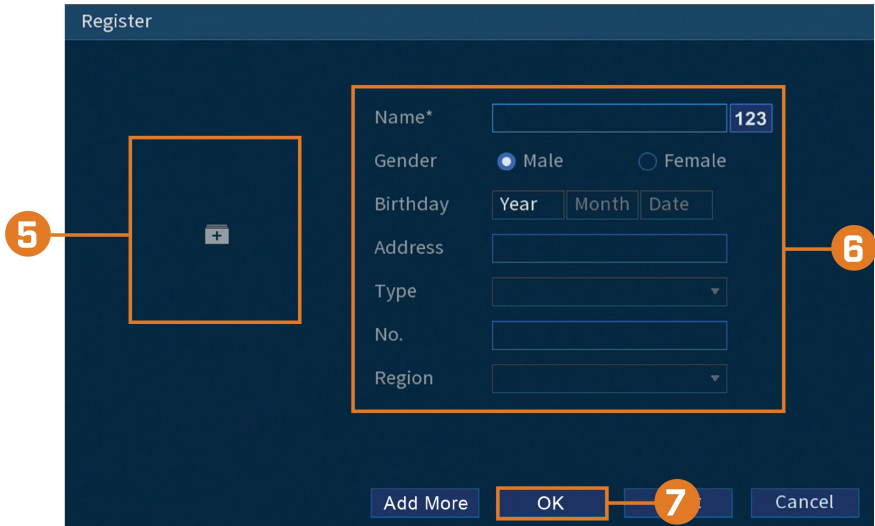 Register
Name*
123
Gender
Male
Female
Birthday
Year
Month
Date
Address
Type
No.
Region
5
6
Add More
OK
7
Cancel